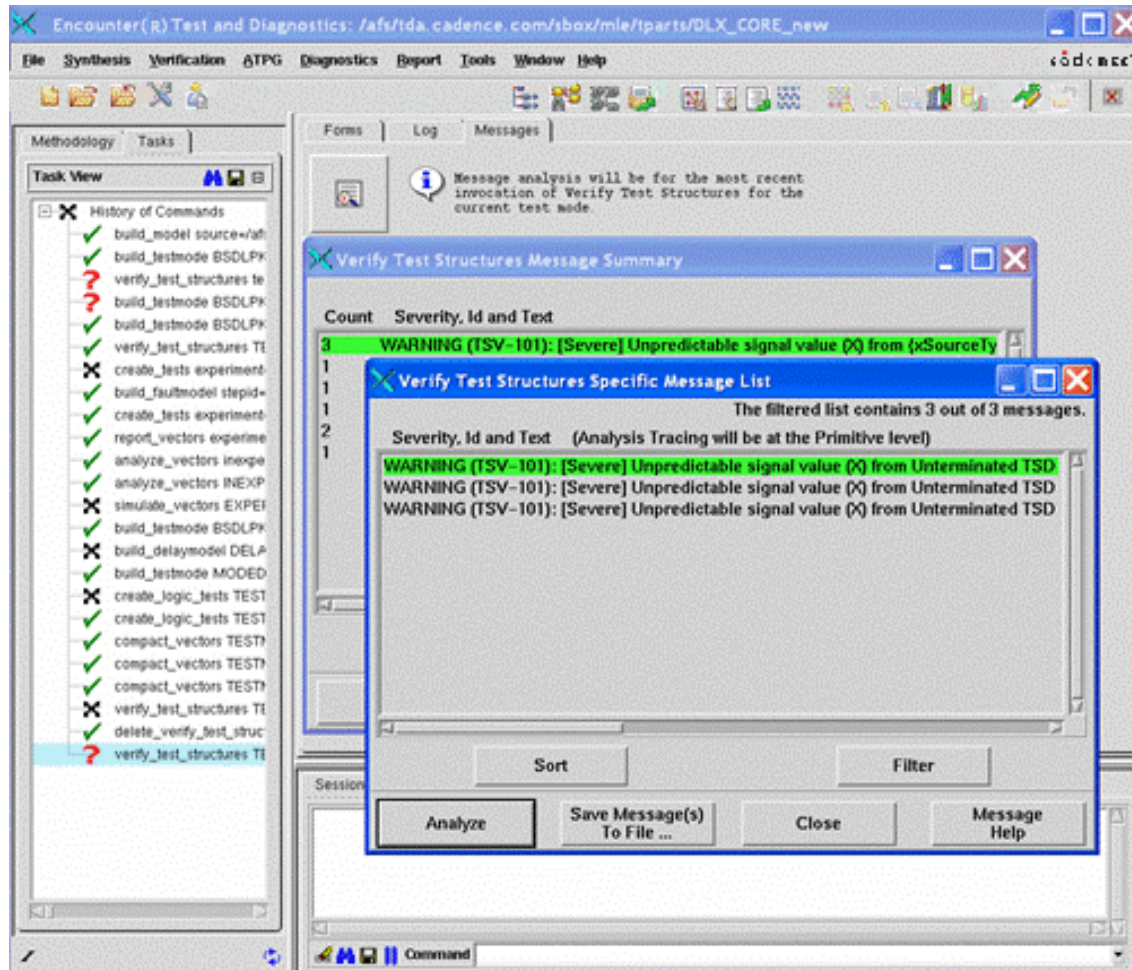 Encounter(R) Test and Diagnostics: /afs/tda.cadence.com/sbox/mle/tparts/DLX_CORE_new
File Synthesis Verification ATPG Diagnostics Report Tools Window Help
cādence
Methodology Tasks
Task View
History of Commands
build_model source=/afs
build_testmode BSDLPK
verify_test_structures te
build_testmode BSDLPK
build_testmode BSDLPK
verify_test_structures TE
create_tests experiment
build_faultmodel stepid=
create_tests experiment
report_vectors experime
analyze_vectors inexpe
analyze_vectors INEXP
simulate_vectors EXPER
build_testmode BSDLPK
build_delaymodel DELA
build_testmode MODED
create_logic_tests TEST
create_logic_tests TEST
compact_vectors TESTM
compact_vectors TESTM
compact_vectors TESTM
verify_test_structures TE
delete_verify_test_struc
verify_test_structures TE
Forms Log Messages
Message analysis will be for the most recent
invocation of Verify Test Structures for the
current test mode.
Verify Test Structures Message Summary
Count Severity, Id and Text
3 WARNING (TSV-101): [Severe] Unpredictable signal value (X) from {xSourceTy
1
1
1
2
1
Verify Test Structures Specific Message List
The filtered list contains 3 out of 3 messages.
Severity, Id and Text (Analysis Tracing will be at the Primitive level)
WARNING (TSV-101): [Severe] Unpredictable signal value (X) from Unterminated TSD
WARNING (TSV-101): [Severe] Unpredictable signal value (X) from Unterminated TSD
WARNING (TSV-101): [Severe] Unpredictable signal value (X) from Unterminated TSD
Sort Filter
Analyze Save Message(s) To File ... Close Message Help
Session
Command